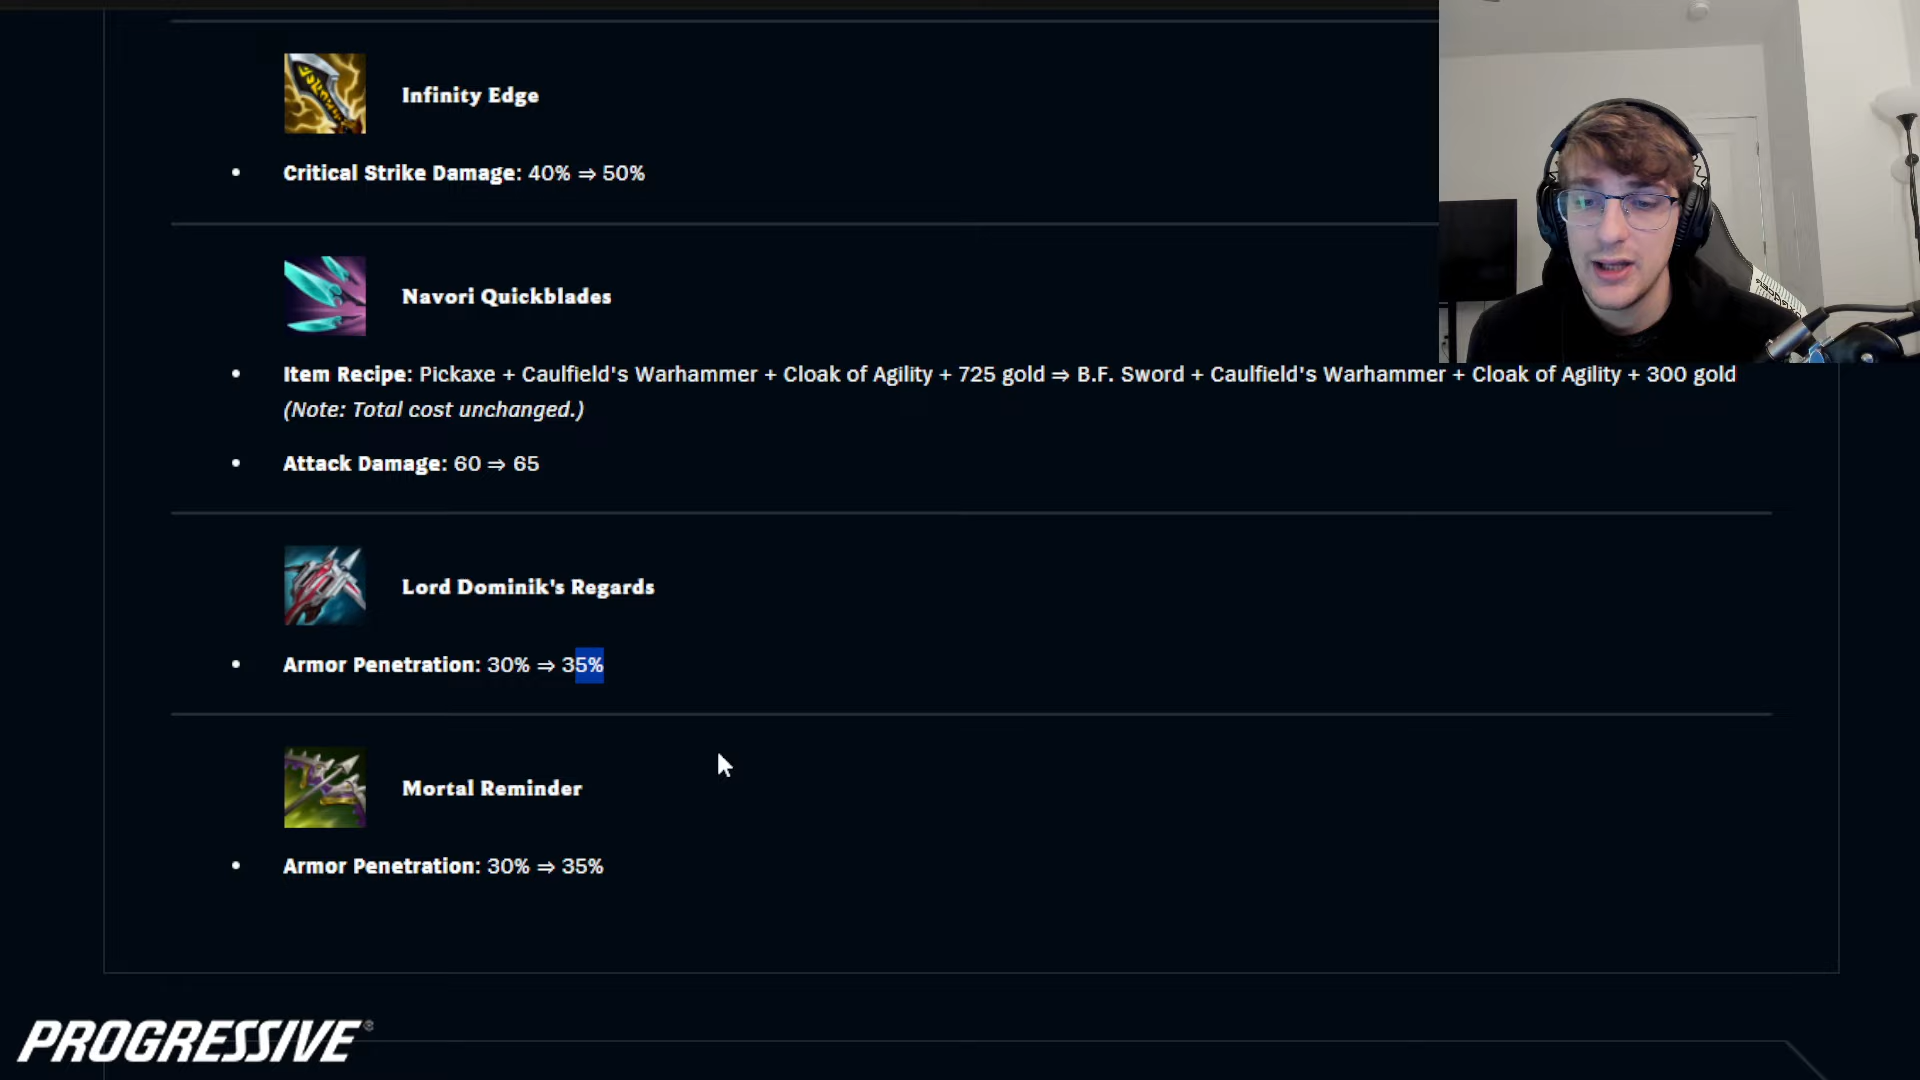 Infinity Edge
• Critical Strike Damage: 40% ⇒ 50%
Navori Quickblades
• Item Recipe: Pickaxe + Caulfield's Warhammer + Cloak of Agility + 725 gold ⇒ B.F. Sword + Caulfield's Warhammer + Cloak of Agility + 300 gold
(Note: Total cost unchanged.)
• Attack Damage: 60 ⇒ 65
Lord Dominik's Regards
• Armor Penetration: 30% ⇒ 35%
Mortal Reminder
• Armor Penetration: 30% ⇒ 35%
PROGRESSIVE®